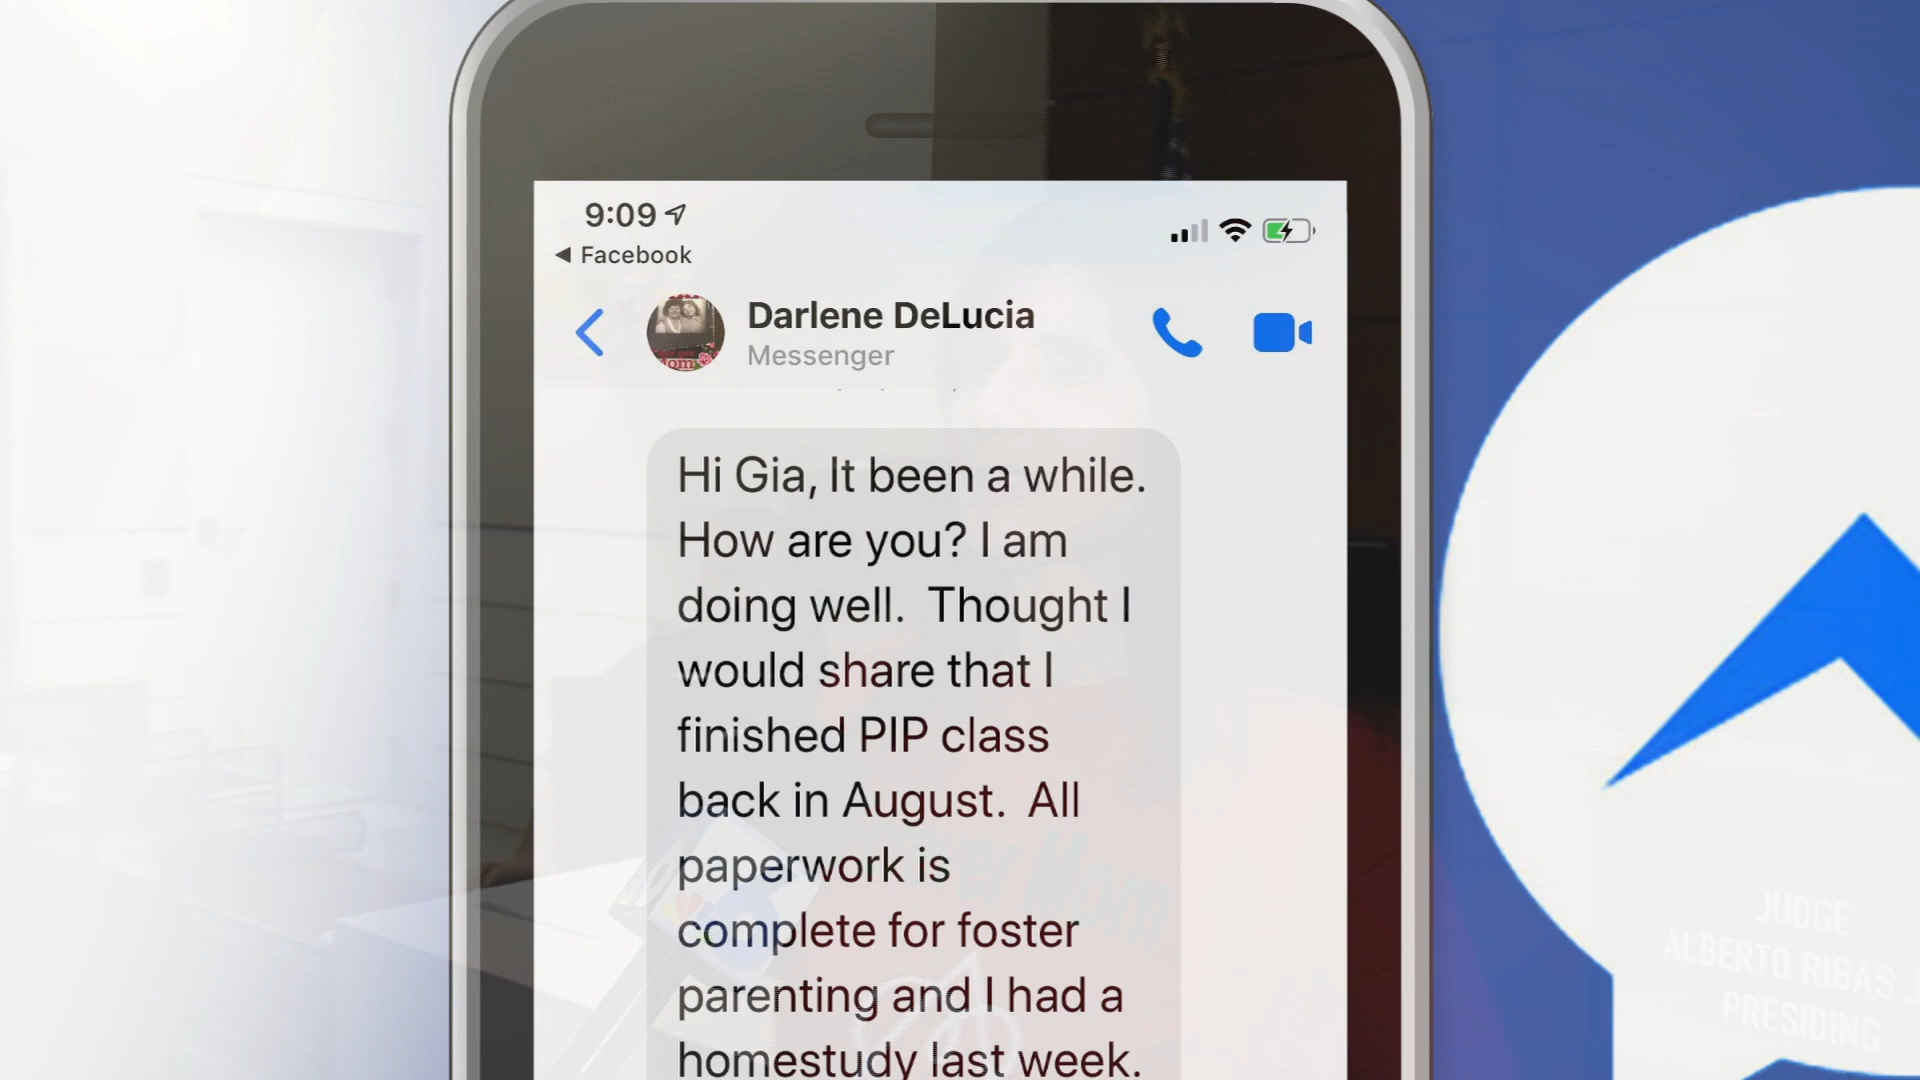 9:09
Facebook
Darlene DeLucia
Messenger
Hi Gia, It been a while.
How are you? I am
doing well.  Thought I
would share that I
finished PIP class
back in August.  All
paperwork is
complete for foster
parenting and I had a
homestudy last week.
JUDGE
ALBERTO RIBAS J
PRESIDING